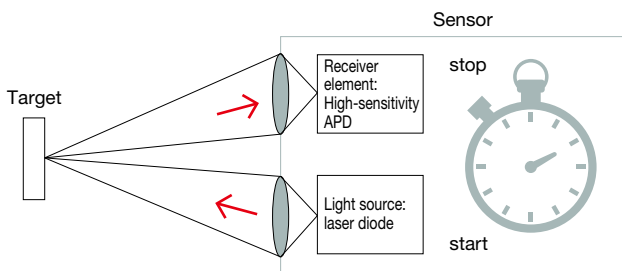 Sensor
Target
Receiver
element:
High-sensitivity
APD
stop
Light source:
laser diode
start